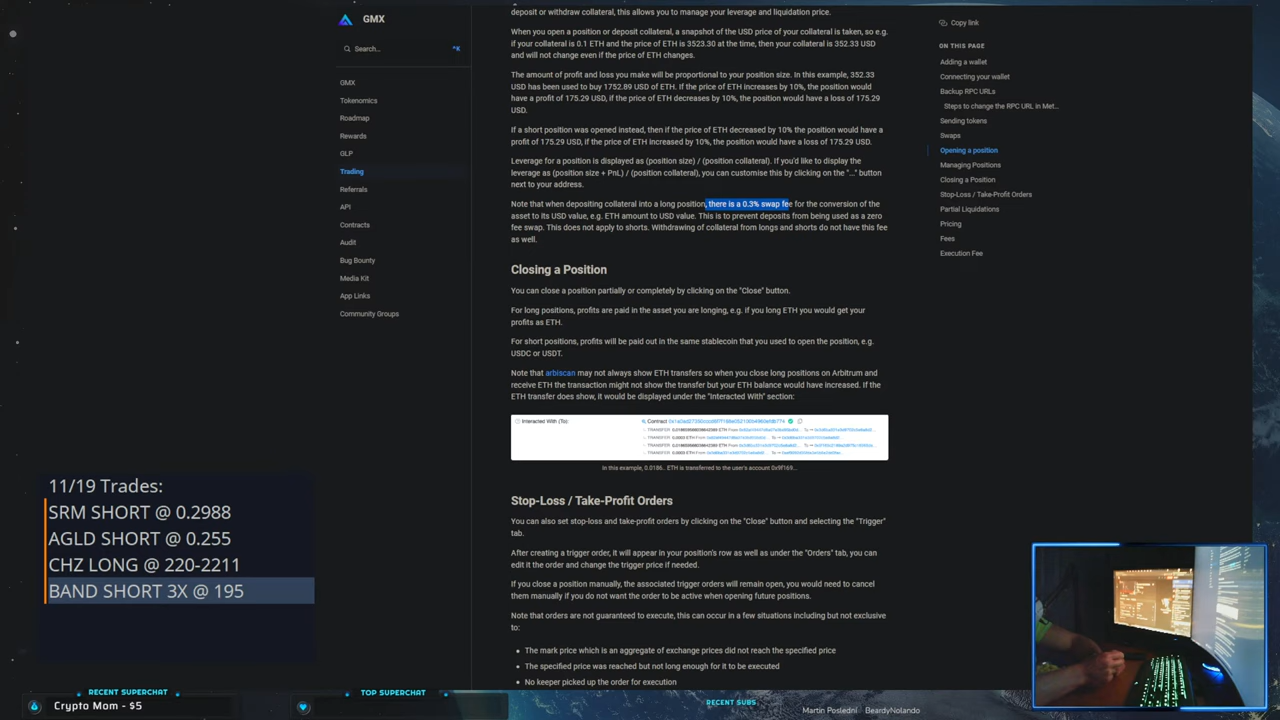 GMX
Search...
^K
GMX
Tokenomics
Roadmap
Rewards
GLP
Trading
Referrals
API
Contracts
Audit
Bug Bounty
Media Kit
App Links
Community Groups
deposit or withdraw collateral, this allows you to manage your leverage and liquidation price.
When you open a position or deposit collateral, a snapshot of the USD price of your collateral is taken, so e.g.
if your collateral is 0.1 ETH and the price of ETH is 3523.30 at the time, then your collateral is 352.33 USD
and will not change even if the price of ETH changes.
The amount of profit and loss you make will be proportional to your position size. In this example, 352.33
USD has been used to buy 1752.89 USD of ETH. If the price of ETH increases by 10%, the position would
have a profit of 175.29 USD, if the price of ETH decreases by 10%, the position would have a loss of 175.29
USD.
If a short position was opened instead, then if the price of ETH decreased by 10% the position would have a
profit of 175.29 USD, if the price of ETH increased by 10%, the position would have a loss of 175.29 USD.
Leverage for a position is displayed as (position size) / (position collateral). If you'd like to display the
leverage as (position size + PnL) / (position collateral), you can customise this by clicking on the "..." button
next to your address.
Note that when depositing collateral into a long position, there is a 0.3% swap fee for the conversion of the
asset to its USD value, e.g. ETH amount to USD value. This is to prevent deposits from being used as a zero
fee swap. This does not apply to shorts. Withdrawing of collateral from longs and shorts do not have this fee
as well.
Closing a Position
You can close a position partially or completely by clicking on the "Close" button.
For long positions, profits are paid in the asset you are longing, e.g. if you long ETH you would get your
profits as ETH.
For short positions, profits will be paid out in the same stablecoin that you used to open the position, e.g.
USDC or USDT.
Note that arbiscan may not always show ETH transfers so when you close long positions on Arbitrum and
receive ETH the transaction might not show the transfer but your ETH balance would have increased. If the
ETH transfer does show, it would be displayed under the "Interacted With" section:
Interacted With (To:
Contract
TRANSFER
TRANSFER 0.0003 ETH From
TRANSFER
TRANSFER 0.0003 ETH From
In this example, 0.0186.. ETH is transferred to the user's account 0x9f169...
Stop-Loss / Take-Profit Orders
You can also set stop-loss and take-profit orders by clicking on the "Close" button and selecting the "Trigger"
tab.
After creating a trigger order, it will appear in your position's row as well as under the "Orders" tab, you can
edit it the order and change the trigger price if needed.
If you close a position manually, the associated trigger orders will remain open, you would need to cancel
them manually if you do not want the order to be active when opening future positions.
Note that orders are not guaranteed to execute, this can occur in a few situations including but not exclusive
to:
• The mark price which is an aggregate of exchange prices did not reach the specified price
• The specified price was reached but not long enough for it to be executed
• No keeper picked up the order for execution
Copy link
ON THIS PAGE
Adding a wallet
Connecting your wallet
Backup RPC URLs
Steps to change the RPC URL in Met...
Sending tokens
Swaps
Opening a position
Managing Positions
Closing a Position
Stop-Loss / Take-Profit Orders
Partial Liquidations
Pricing
Fees
Execution Fee
11/10 Trades:
SRM SHORT @ 0.2988
AGLD SHORT @ 0.255
CHZ LONG @ 220-2211
BAND SHORT 3X @ 195
RECENT SUPERCHAT
Crypto Mom - $5
TOP SUPERCHAT
RECENT SUBS
Martin Poslední
BeardyNolando